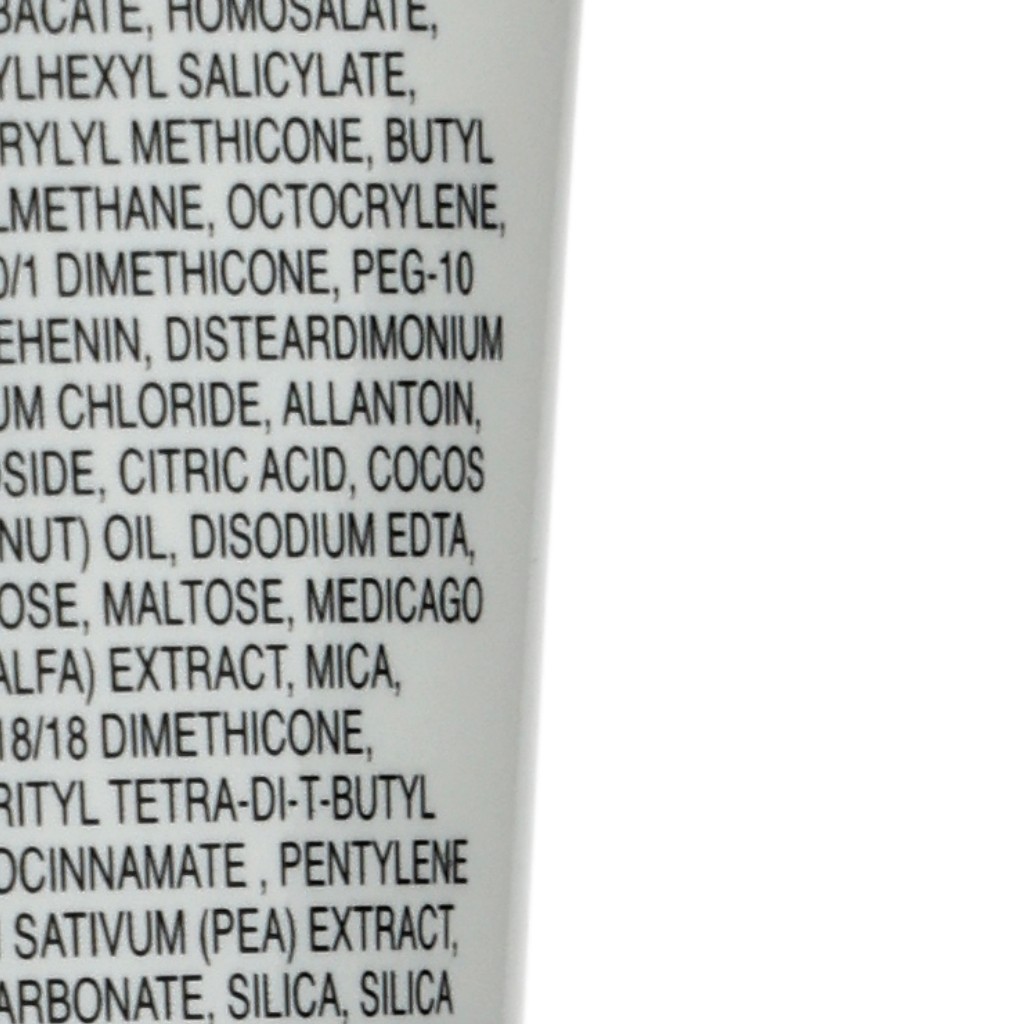 BACATE, HOMOSALATE,
YLHEXYL SALICYLATE,
RYLYL METHICONE, BUTYL
LMETHANE, OCTOCRYLENE,
0/1 DIMETHICONE, PEG-10
EHENIN, DISTEARDIMONIUM
UM CHLORIDE, ALLANTOIN,
OSIDE, CITRIC ACID, COCOS
NUT) OIL, DISODIUM EDTA,
OSE, MALTOSE, MEDICAGO
ALFA) EXTRACT, MICA,
18/18 DIMETHICONE,
RITYL TETRA-DI-T-BUTYL
OCINNAMATE , PENTYLENE
SATIVUM (PEA) EXTRACT,
ARBONATE, SILICA, SILICA